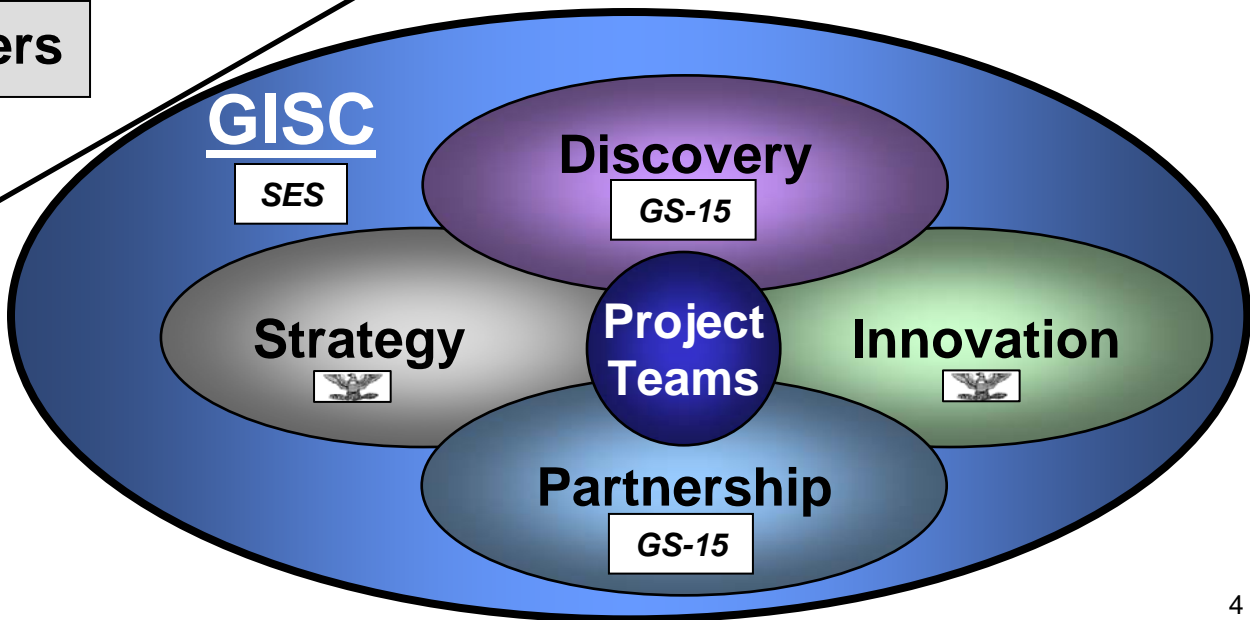 ers
GISC
SES
Discovery
GS-15
Strategy
Project
Teams
Innovation
Partnership
GS-15
4